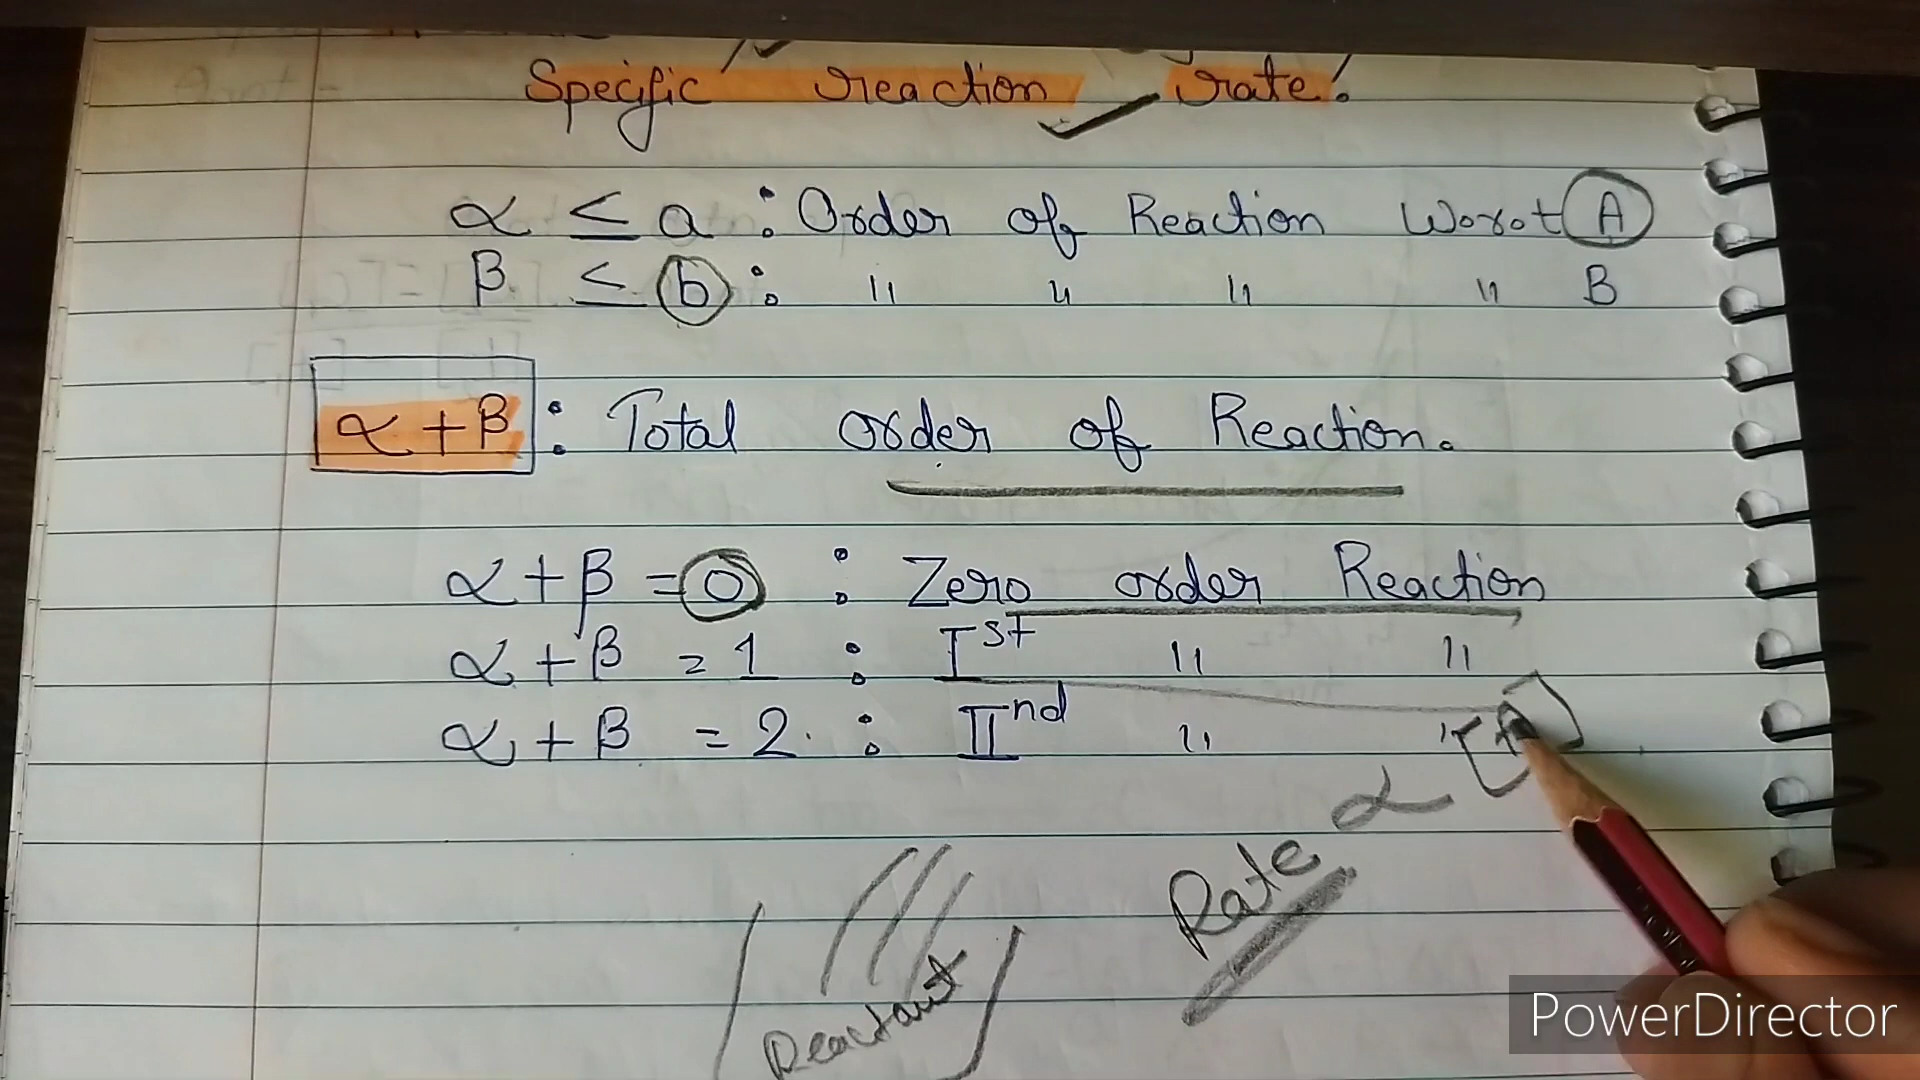 Specific reaction rate!
α ≤ a : Order of Reaction w.r.t A
β ≤ b : " " " " B
α + β : Total order of Reaction.
α + β = 0 : Zero order Reaction
α + β = 1 : Ist " "
α + β = 2 : IInd " "
Rate α [A
[Reactant]
PowerDirector